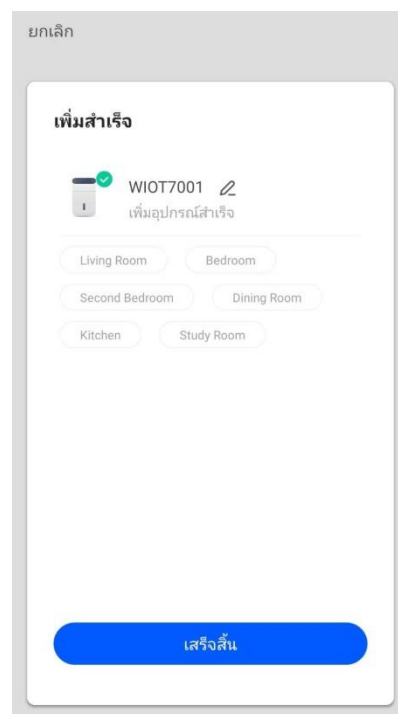 ยกเลิก
เพิ่มสำเร็จ
WIOT7001
เพิ่มอุปกรณ์สำเร็จ
Living Room Bedroom
Second Bedroom Dining Room
Kitchen Study Room
เสร็จสิ้น